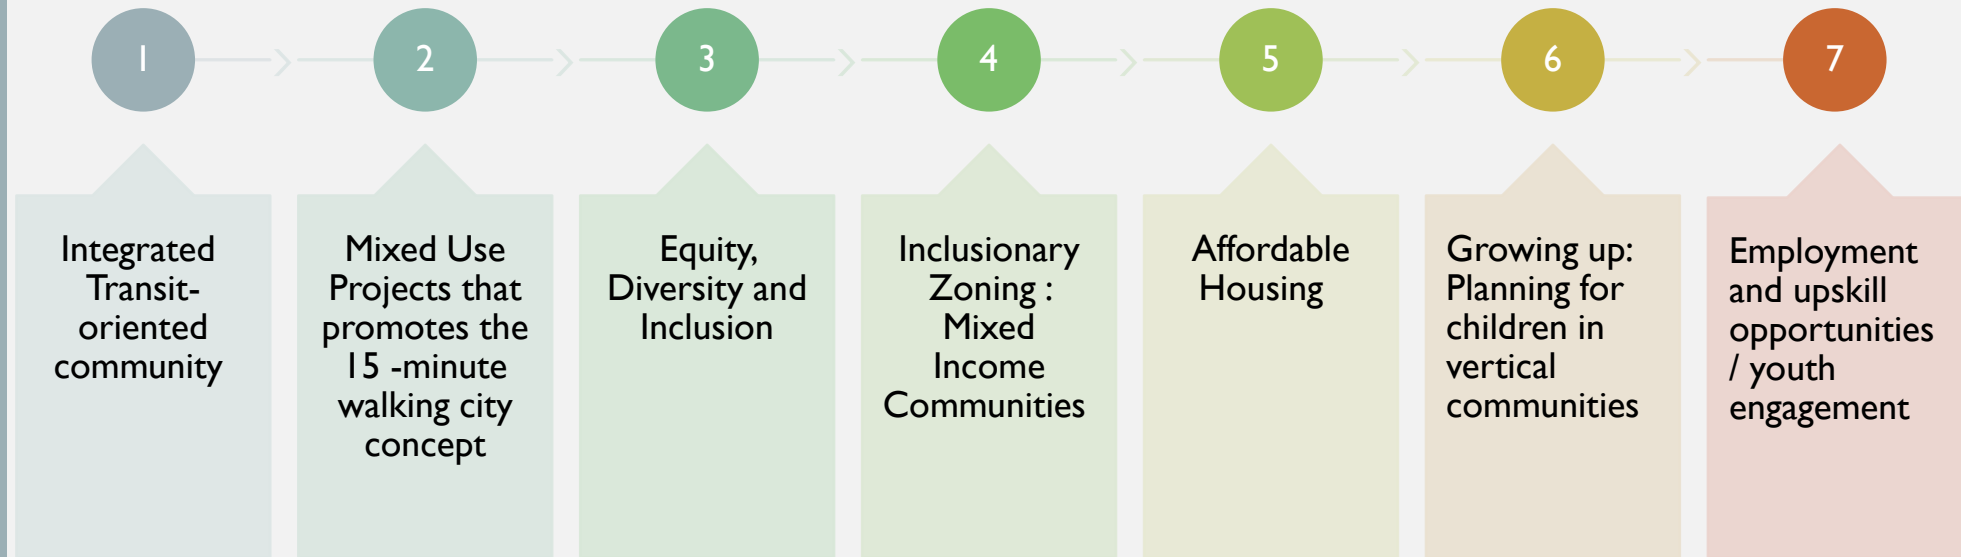 1
2
3
4
5
6
7
Integrated
Transit-
oriented
community
Mixed Use
Projects that
promotes the
15 -minute
walking city
concept
Equity,
Diversity and
Inclusion
Inclusionary
Zoning :
Mixed
Income
Communities
Affordable
Housing
Growing up:
Planning for
children in
vertical
communities
Employment
and upskill
opportunities
/ youth
engagement